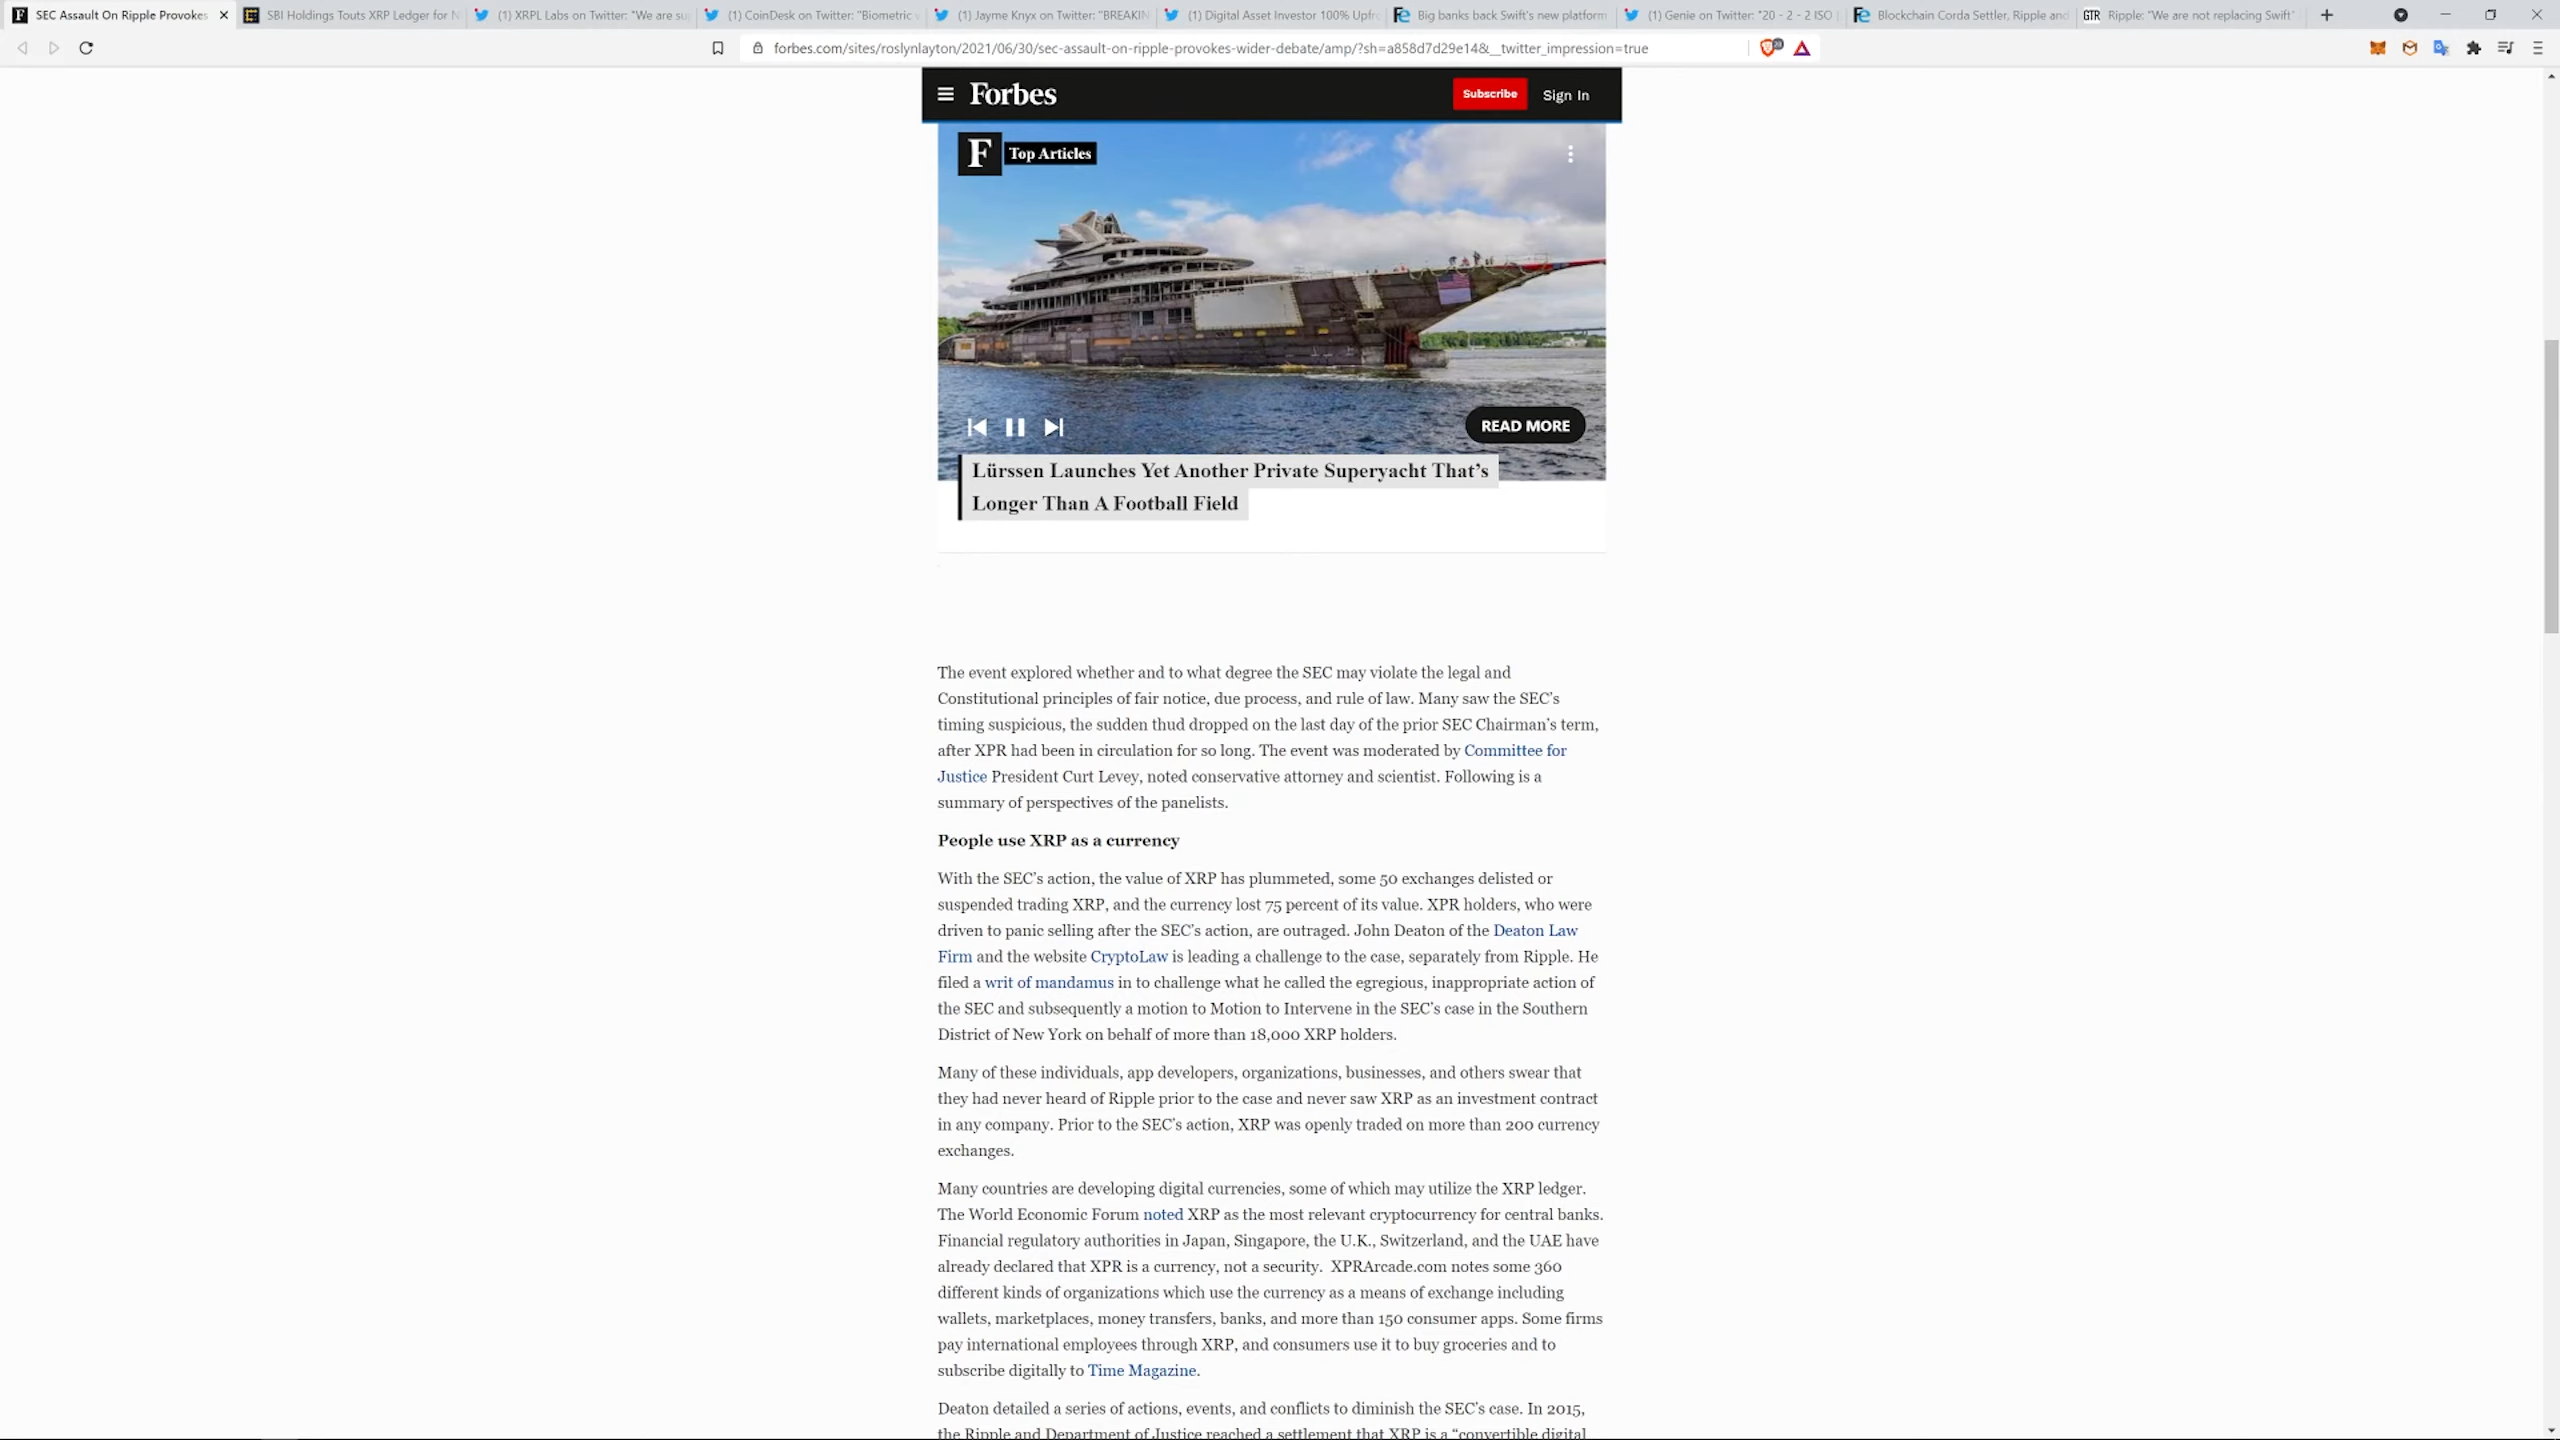 SEC Assault On Ripple Provokes
SBI Holdings Touts XRP Ledger for N
(1) XRPL Labs on Twitter: "We are su
(1) CoinDesk on Twitter: "Biometric
(1) Jayme Knyx on Twitter: "BREAKIN
(1) Digital Asset Investor 100% Upfr
Big banks back Swift's new platform
(1) Genie on Twitter: "20 - 2 - 2 ISO
Blockchain Corda Settler, Ripple and
GTR Ripple: "We are not replacing Swift"
forbes.com/sites/roslynlayton/2021/06/30/sec-assault-on-ripple-provokes-wider-debate/amp/?sh=a858d7d29e14&__twitter_impression=true
Forbes
Subscribe
Sign In
F Top Articles
READ MORE
Lürssen Launches Yet Another Private Superyacht That's
Longer Than A Football Field
The event explored whether and to what degree the SEC may violate the legal and
Constitutional principles of fair notice, due process, and rule of law. Many saw the SEC's
timing suspicious, the sudden thud dropped on the last day of the prior SEC Chairman's term,
after XPR had been in circulation for so long. The event was moderated by Committee for
Justice President Curt Levey, noted conservative attorney and scientist. Following is a
summary of perspectives of the panelists.
People use XRP as a currency
With the SEC's action, the value of XRP has plummeted, some 50 exchanges delisted or
suspended trading XRP, and the currency lost 75 percent of its value. XPR holders, who were
driven to panic selling after the SEC's action, are outraged. John Deaton of the Deaton Law
Firm and the website CryptoLaw is leading a challenge to the case, separately from Ripple. He
filed a writ of mandamus in to challenge what he called the egregious, inappropriate action of
the SEC and subsequently a motion to Motion to Intervene in the SEC's case in the Southern
District of New York on behalf of more than 18,000 XRP holders.
Many of these individuals, app developers, organizations, businesses, and others swear that
they had never heard of Ripple prior to the case and never saw XRP as an investment contract
in any company. Prior to the SEC's action, XRP was openly traded on more than 200 currency
exchanges.
Many countries are developing digital currencies, some of which may utilize the XRP ledger.
The World Economic Forum noted XRP as the most relevant cryptocurrency for central banks.
Financial regulatory authorities in Japan, Singapore, the U.K., Switzerland, and the UAE have
already declared that XPR is a currency, not a security.  XPRArcade.com notes some 360
different kinds of organizations which use the currency as a means of exchange including
wallets, marketplaces, money transfers, banks, and more than 150 consumer apps. Some firms
pay international employees through XRP, and consumers use it to buy groceries and to
subscribe digitally to Time Magazine.
Deaton detailed a series of actions, events, and conflicts to diminish the SEC's case. In 2015,
the Ripple and Department of Justice reached a settlement that XRP is a "convertible digital